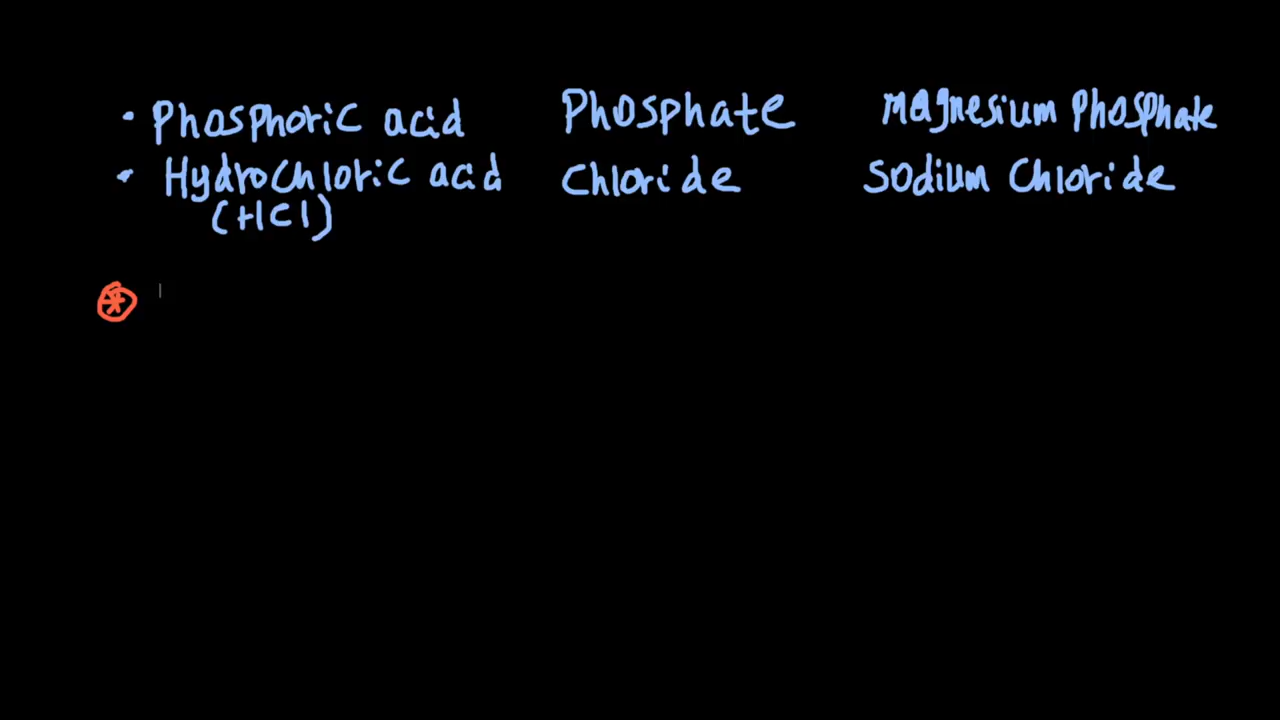 • Phosphoric acid Phosphate Magnesium Phosphate
• Hydrochloric acid Chloride Sodium Chloride
(HCl)